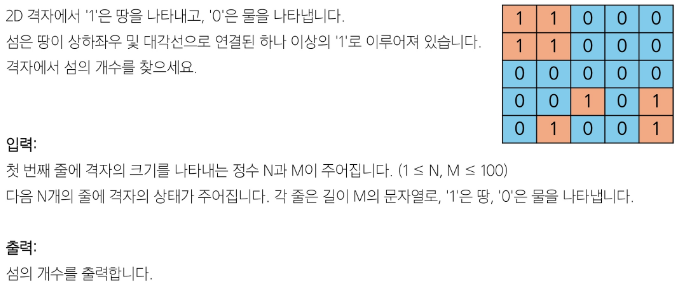 2D 격자에서 '1'은 땅을 나타내고, '0'은 물을 나타냅니다.
섬은 땅이 상하좌우 및 대각선으로 연결된 하나 이상의 '1'로 이루어져 있습니다.
격자에서 섬의 개수를 찾으세요.
1 1 0 0 0
1 1 0 0 0
0 0 0 0 0
0 0 1 0 1
0 1 0 0 1
입력:
첫 번째 줄에 격자의 크기를 나타내는 정수 N과 M이 주어집니다. (1 ≤ N, M ≤ 100)
다음 N개의 줄에 격자의 상태가 주어집니다. 각 줄은 길이 M의 문자열로, '1'은 땅, '0'은 물을 나타냅니다.
출력:
섬의 개수를 출력합니다.